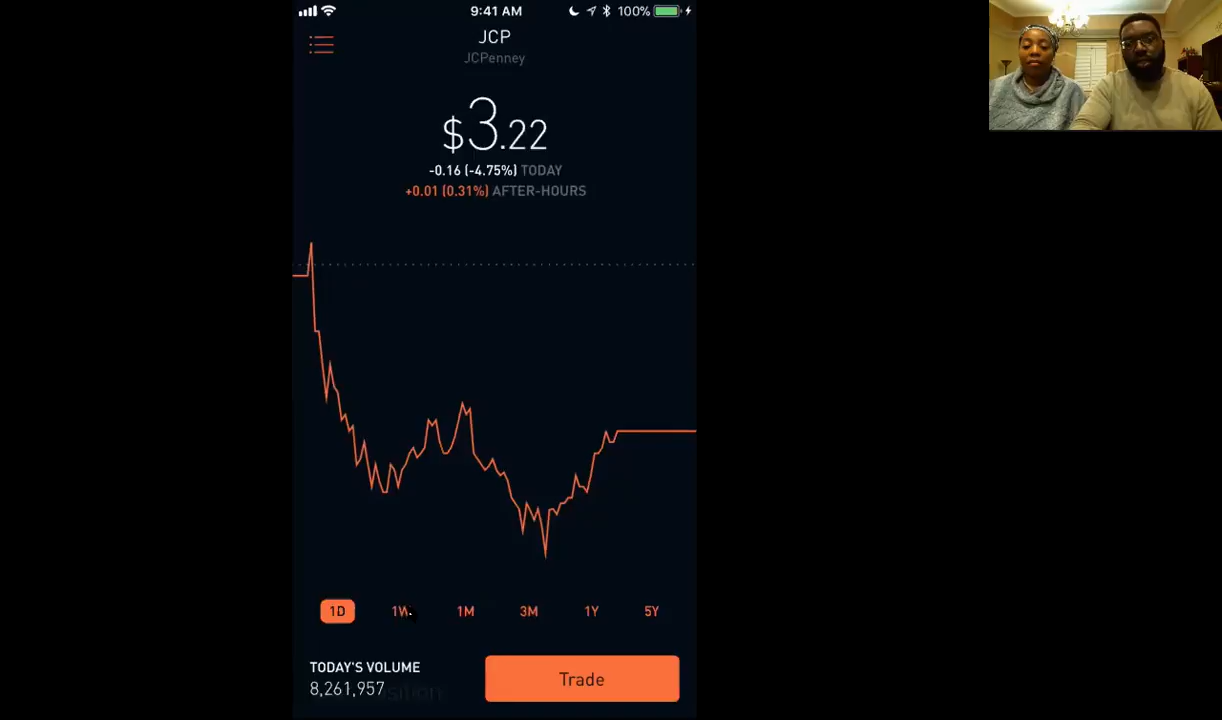 9:41 AM
100%
JCP
JCPenney
$3.22
-0.16 (-4.75%) TODAY
+0.01 (0.31%) AFTER-HOURS
1D 1W 1M 3M 1Y 5Y
TODAY'S VOLUME
8,261,957
Trade